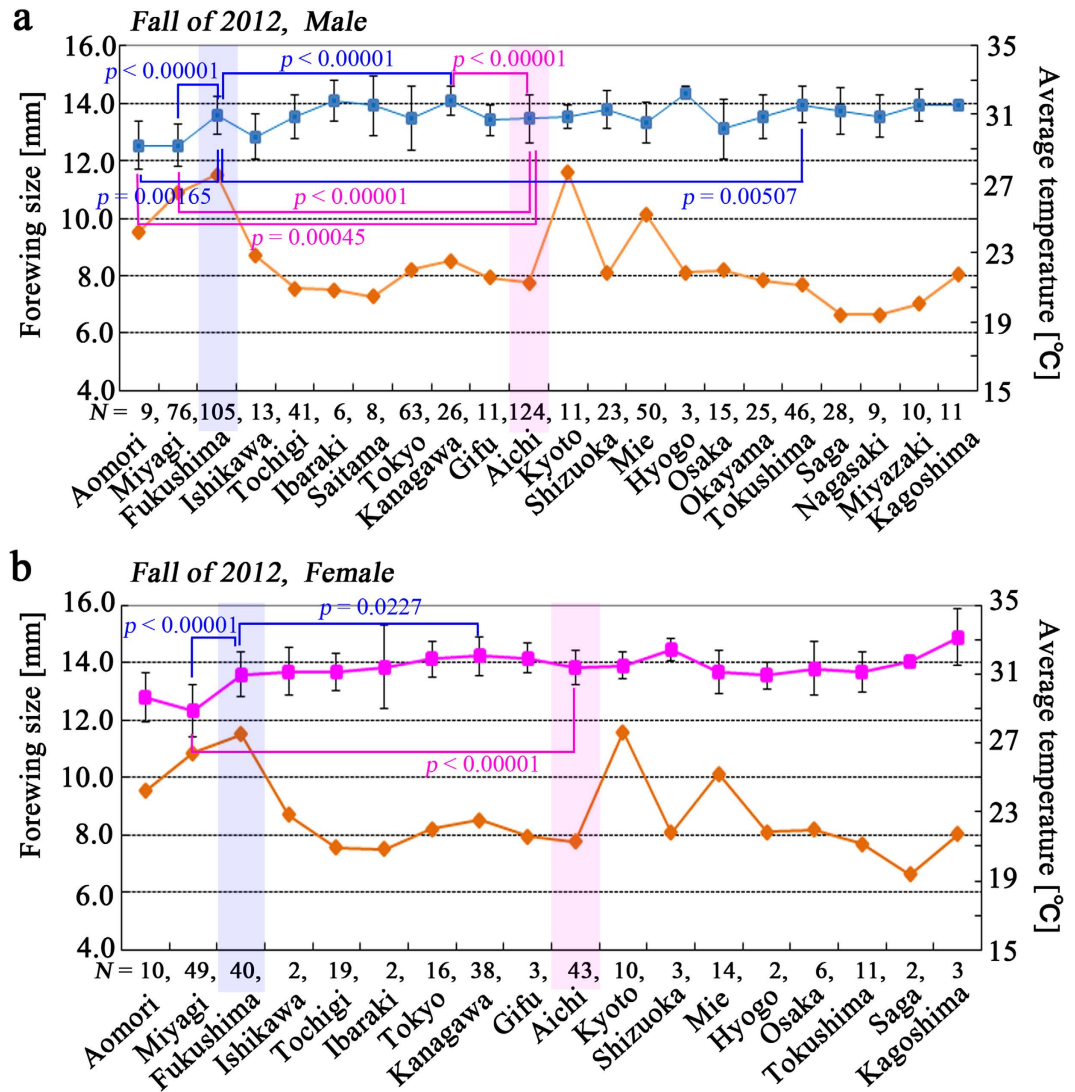 a
Fall of 2012, Male
16.0
14.0
12.0
10.0
8.0
6.0
4.0
Forewing size [mm]
35
31
27
23
19
15
Average temperature [℃]
p < 0.00001
p < 0.00001
p < 0.00001
p = 0.00165
p < 0.00001
p = 0.00507
p = 0.00045
N = 9, 76, 105, 13, 41, 6, 8, 63, 26, 11, 124, 11, 23, 50, 3, 15, 25, 46, 28, 9, 10, 11
Aomori
Miyagi
Fukushima
Ishikawa
Tochigi
Ibaraki
Saitama
Tokyo
Kanagawa
Gifu
Aichi
Kyoto
Shizuoka
Mie
Hyogo
Osaka
Okayama
Tokushima
Saga
Nagasaki
Miyazaki
Kagoshima
b
Fall of 2012, Female
16.0
14.0
12.0
10.0
8.0
6.0
4.0
Forewing size [mm]
35
31
27
23
19
15
Average temperature [℃]
p < 0.00001
p = 0.0227
p < 0.00001
N = 10, 49, 40, 2, 19, 2, 16, 38, 3, 43, 10, 3, 14, 2, 6, 11, 2, 3
Aomori
Miyagi
Fukushima
Ishikawa
Tochigi
Ibaraki
Tokyo
Kanagawa
Gifu
Aichi
Kyoto
Shizuoka
Mie
Hyogo
Osaka
Tokushima
Saga
Kagoshima